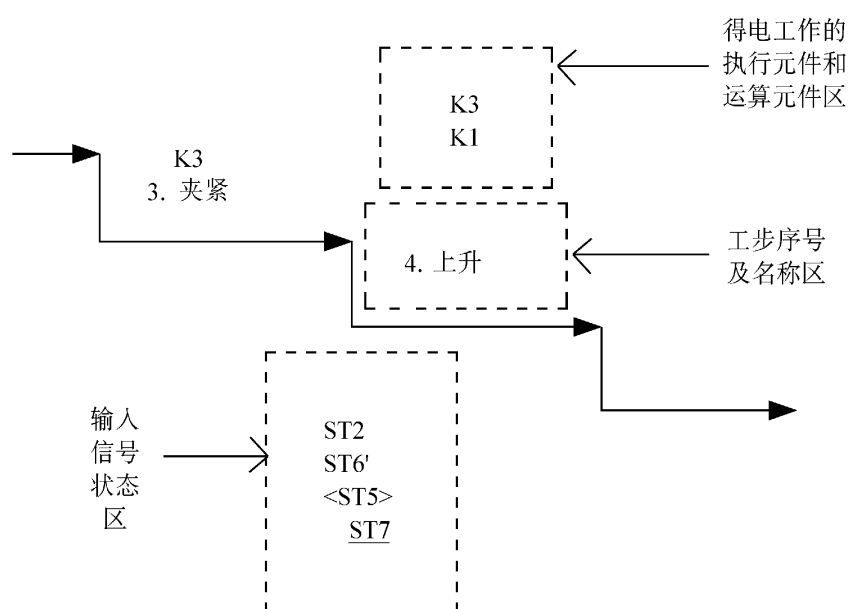 得电工作的
执行元件和
运算元件区
K3
K1
K3
3. 夹紧
4. 上升
工步序号
及名称区
输入
信号
状态
区
ST2
ST6'
<ST5>
ST7